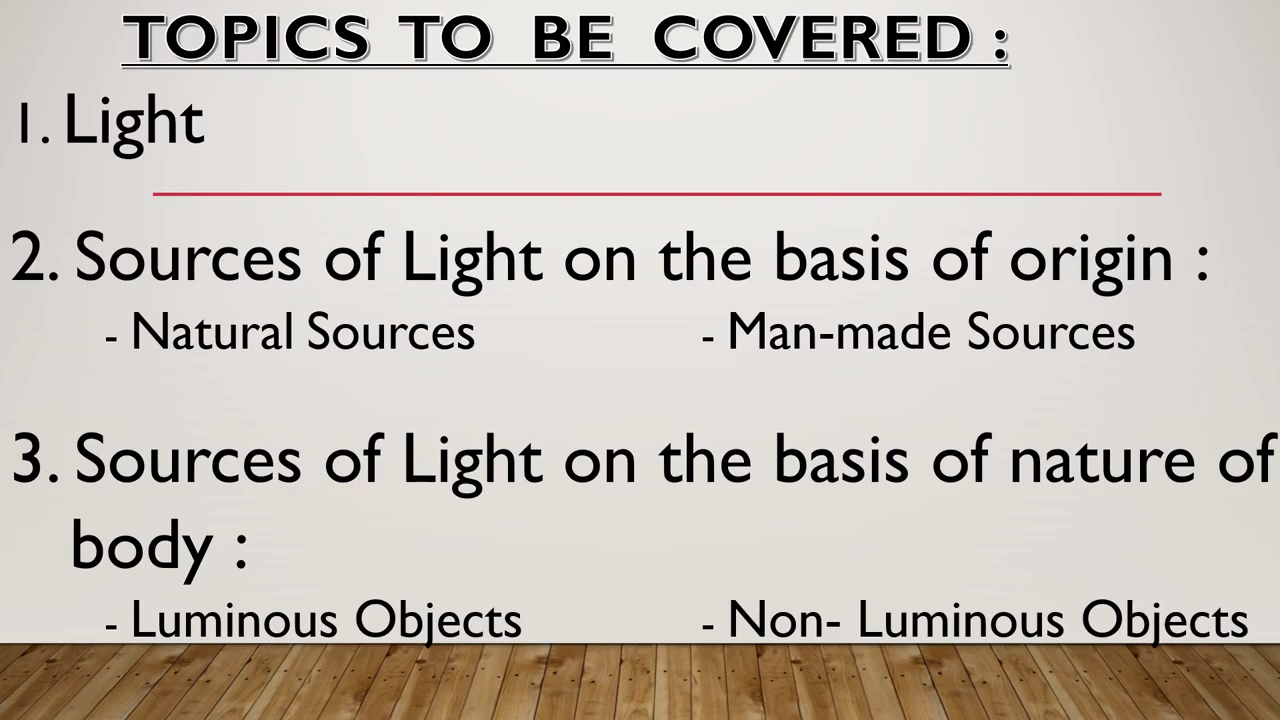 TOPICS TO BE COVERED :
1. Light
2. Sources of Light on the basis of origin :
- Natural Sources - Man-made Sources
3. Sources of Light on the basis of nature of
body :
- Luminous Objects - Non- Luminous Objects